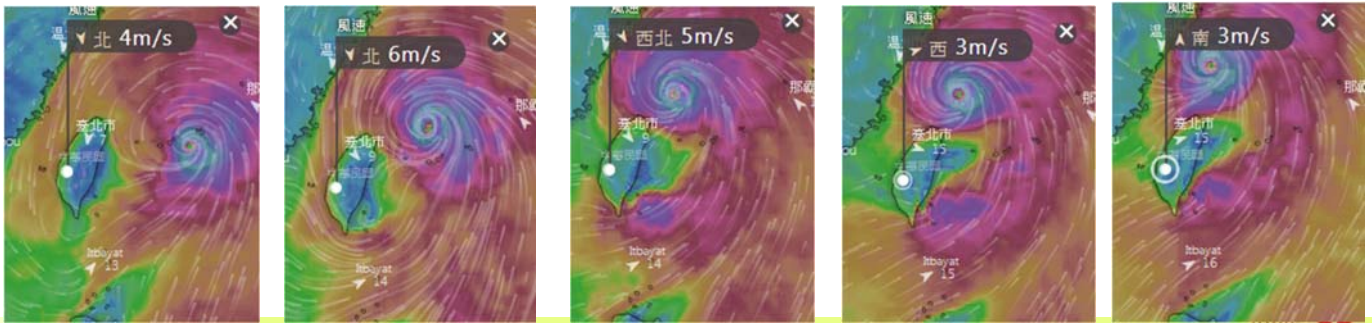 風速
北 4m/s
臺北市
7
Itbayat
13
風速
北 6m/s
臺北市
9
Itbayat
14
風速
西北 5m/s
臺北市
9
Itbayat
14
風速
西 3m/s
臺北市
15
Itbayat
15
風速
南 3m/s
臺北市
15
Itbayat
16